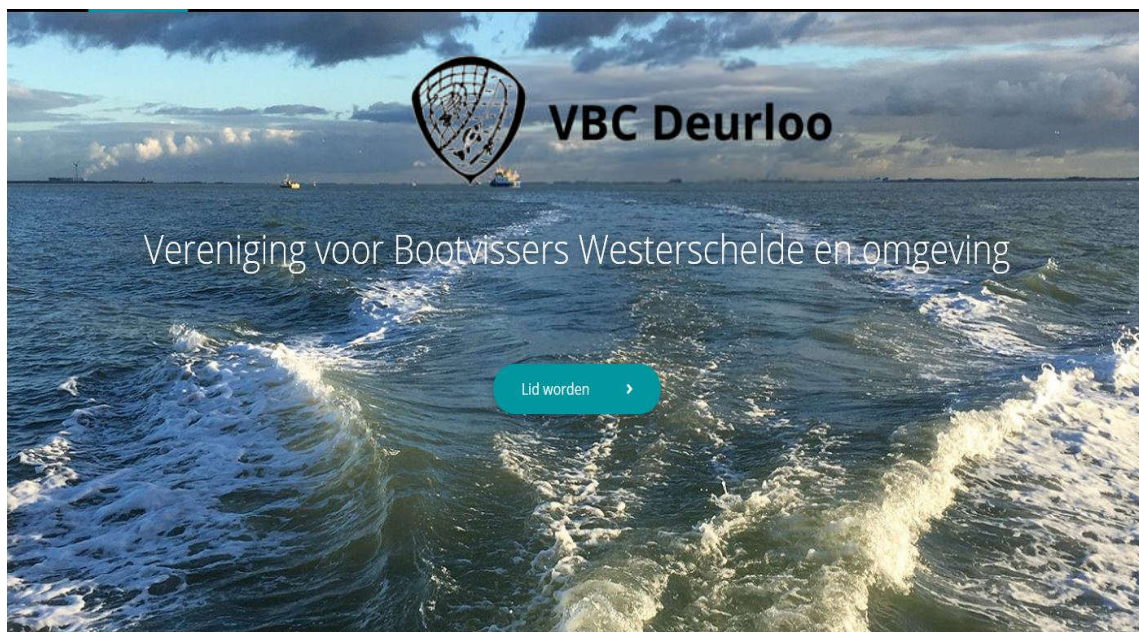 VBC Deurloo
Vereniging voor Bootvissers Westerschelde en omgeving
Lid worden